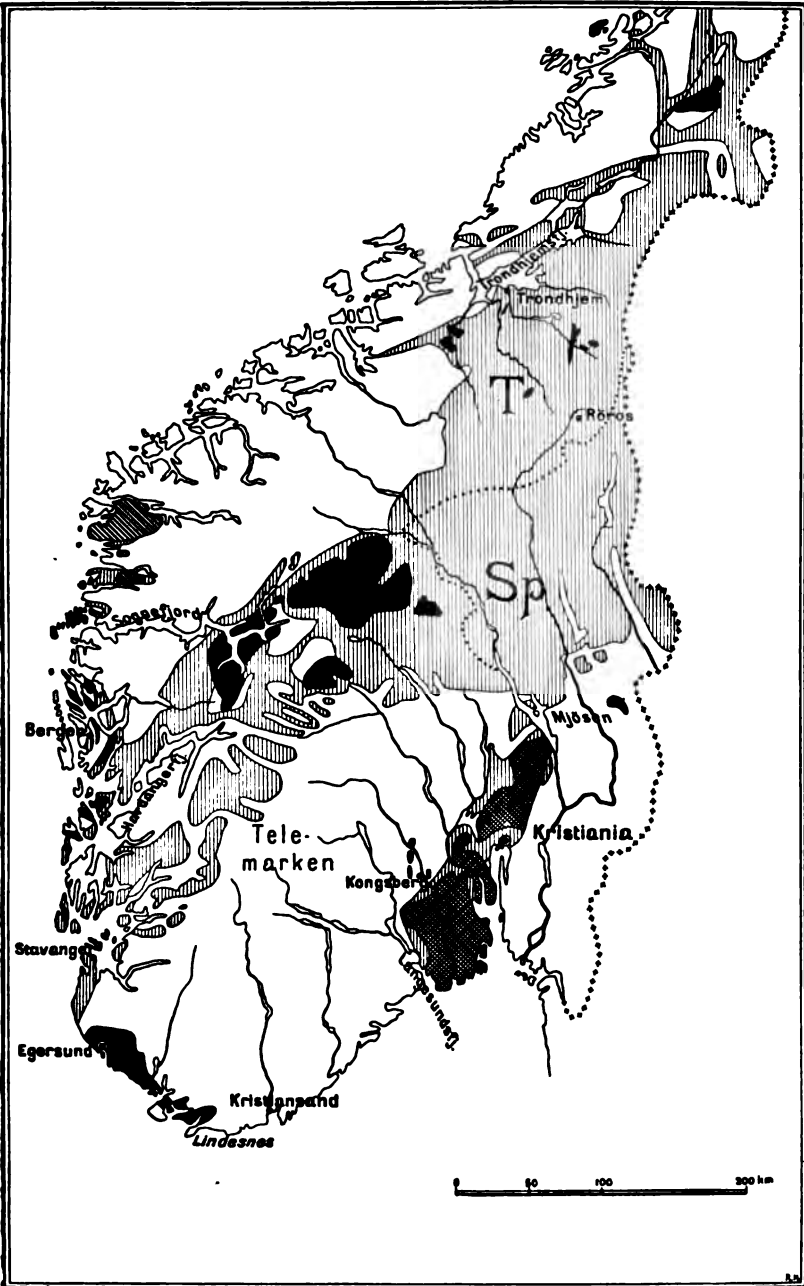 Trondhjemsfj.
Trondhjem
T
Röros
Sp
Sognefjord
Mjösen
Bergen
Hardangerfj.
Tele-
marken
Kristiania
Kongsberg
Stavanger
Egersund
Kristiansand
Lindesnes
0 50 100 200 km